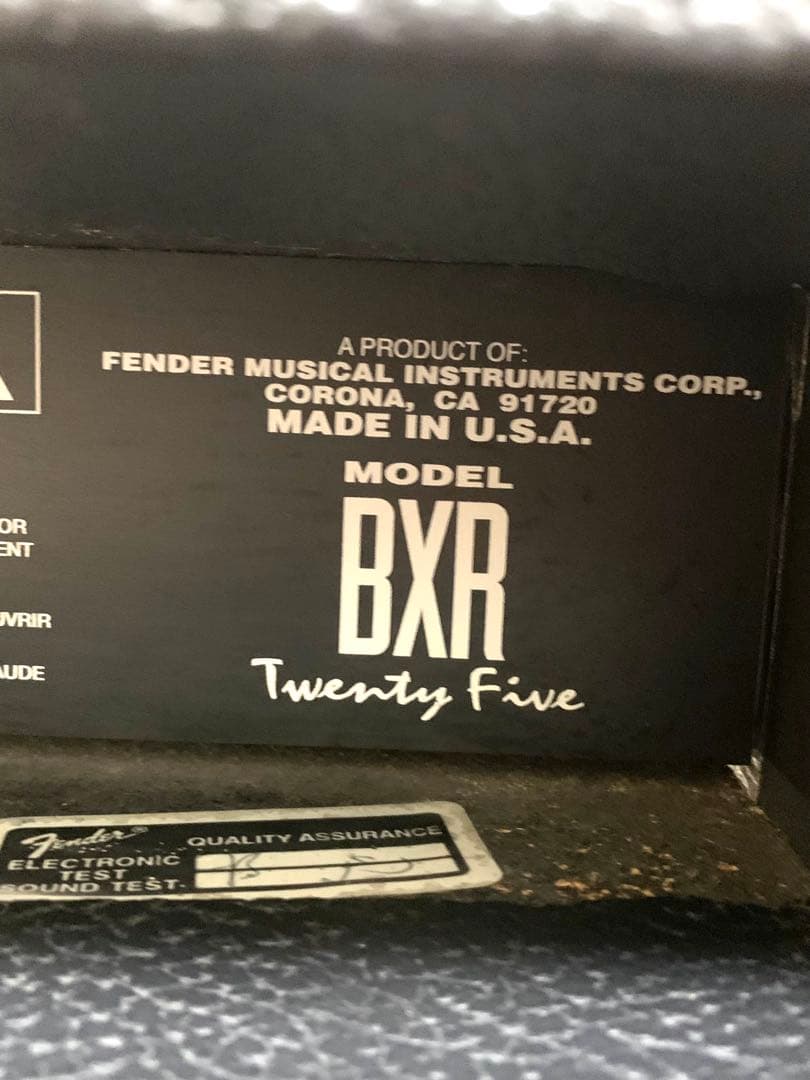 A PRODUCT OF:
FENDER MUSICAL INSTRUMENTS CORP.,
CORONA, CA 91720
MADE IN U.S.A.
MODEL
BXR
Twenty Five
OR
ENT
UVRIR
AUDE
Fender®
QUALITY ASSURANCE
ELECTRONIC
TEST
SOUND TEST